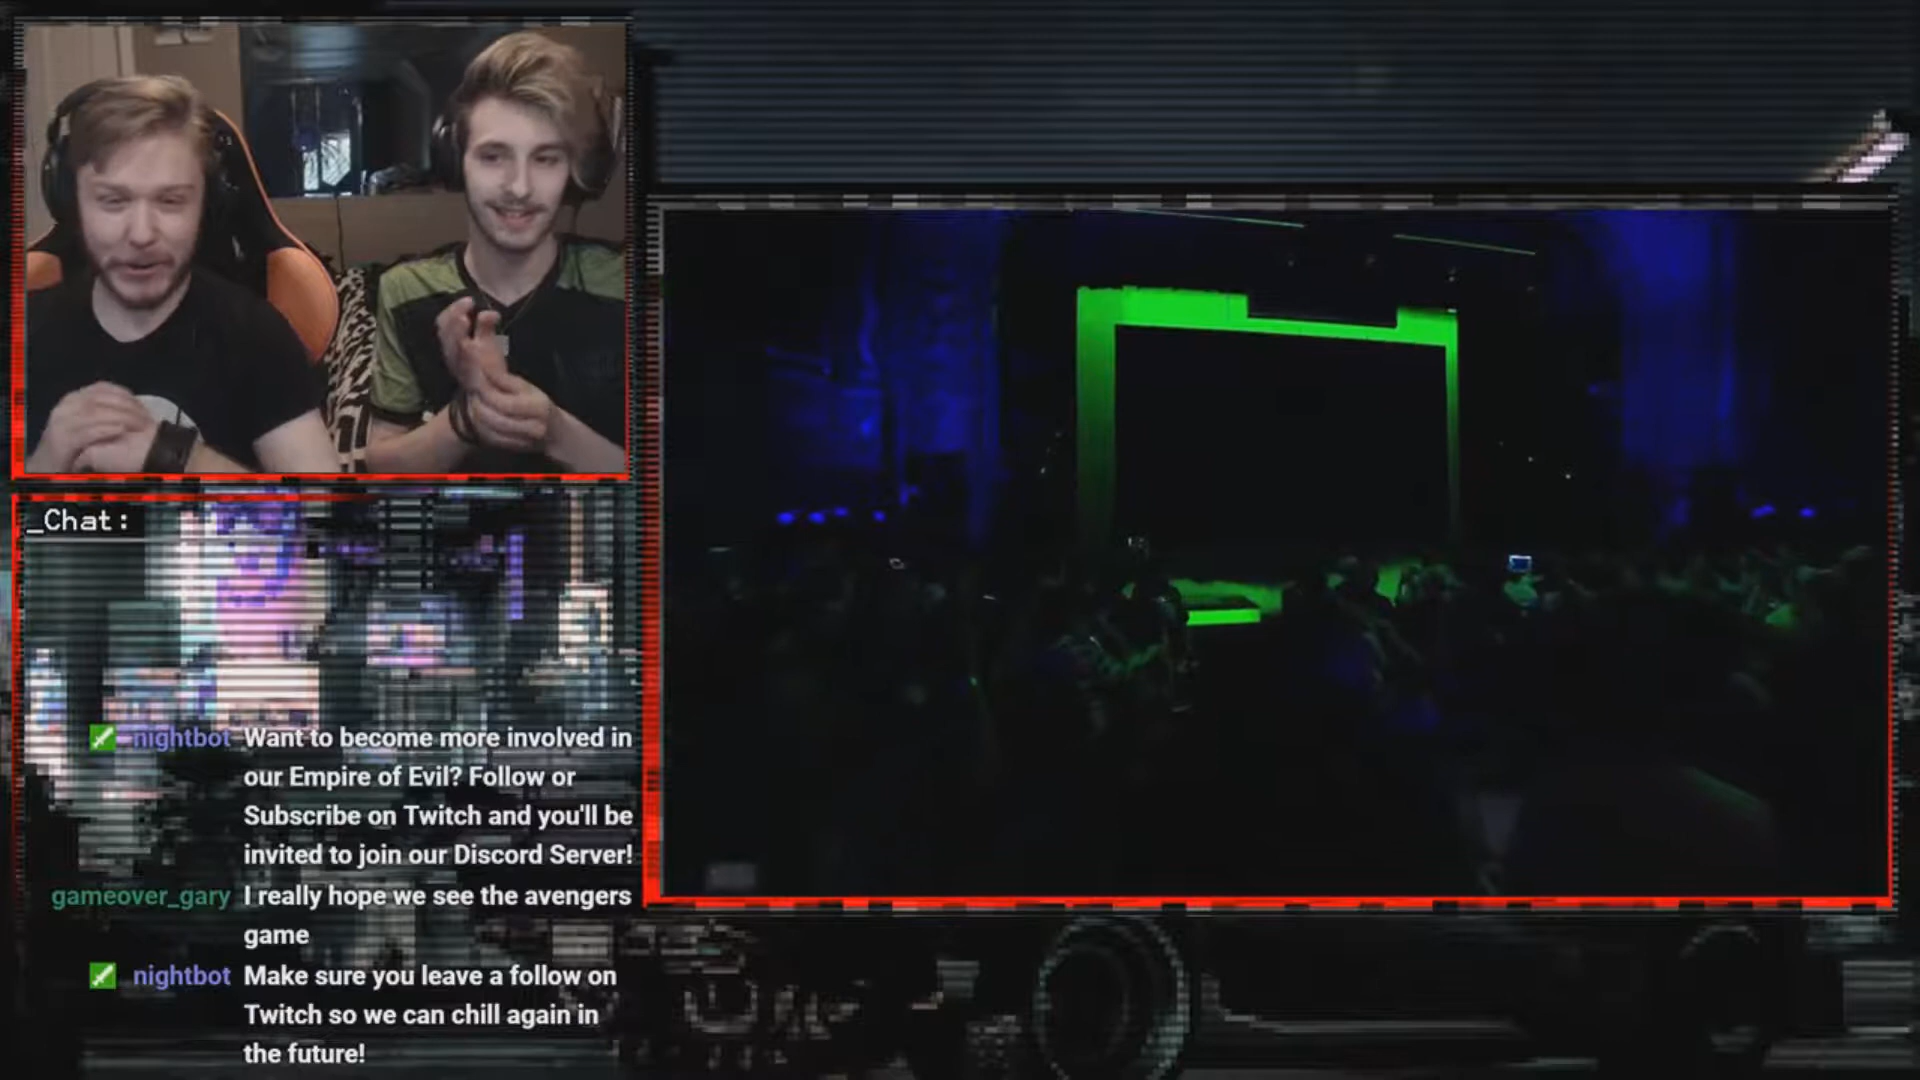 _Chat:
nightbot Want to become more involved in
our Empire of Evil? Follow or
Subscribe on Twitch and you'll be
invited to join our Discord Server!
gameover_gary I really hope we see the avengers
game
nightbot Make sure you leave a follow on
Twitch so we can chill again in
the future!